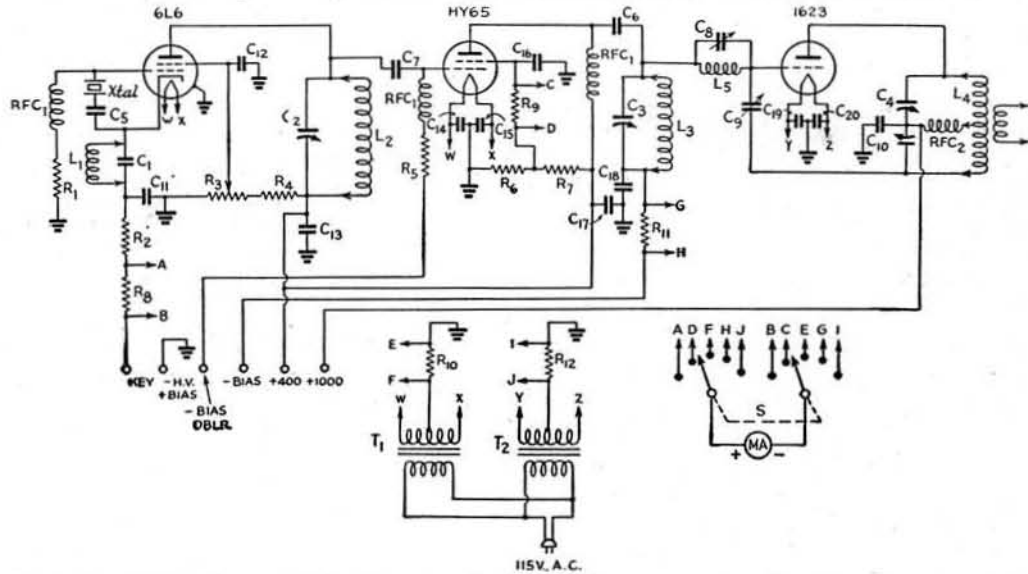 6L6
HY65
1623
C12
C7
C16
C6
C8
Xtal
RFC1
C5
C2
L2
RFC1
R9
C
D
RFC1
C3
L3
L5
C9
C19
C20
C4
L4
C10
RFC2
L1
C1
C14
C15
W
X
W
X
Y
Z
R1
C11
R3
R4
R5
R6
R7
C18
C17
G
R11
H
C13
R2
A
R8
B
KEY
-H.V.
+BIAS
-BIAS
DBLR
-BIAS
+400
+1000
E
R10
F
W
X
T1
I
R12
J
Y
Z
T2
A D F H J
B C E G I
S
+ MA -
115V. A.C.